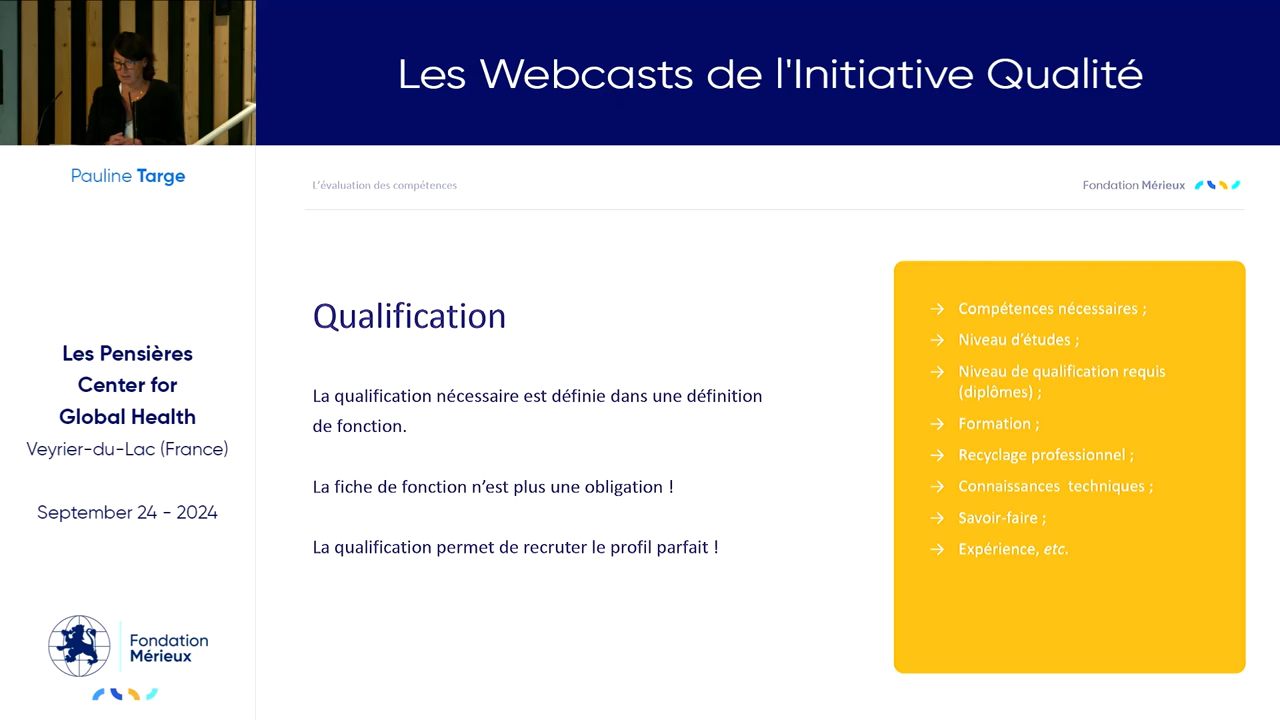 Les Webcasts de l'Initiative Qualité
Pauline Targe
Les Pensières
Center for
Global Health
Veyrier-du-Lac (France)
September 24 - 2024
Fondation
Mérieux
L'évaluation des compétences
Fondation Mérieux
Qualification
La qualification nécessaire est définie dans une définition
de fonction.
La fiche de fonction n'est plus une obligation !
La qualification permet de recruter le profil parfait !
→ Compétences nécessaires ;
→ Niveau d'études ;
→ Niveau de qualification requis
(diplômes) ;
→ Formation ;
→ Recyclage professionnel ;
→ Connaissances techniques ;
→ Savoir-faire ;
→ Expérience, etc.